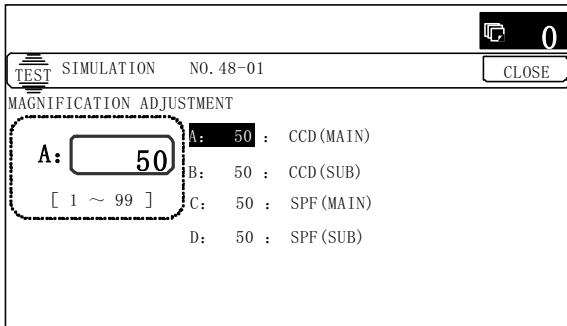 0
TEST SIMULATION NO.48-01 CLOSE
MAGNIFICATION ADJUSTMENT
A: 50
[ 1 ~ 99 ]
A: 50 : CCD(MAIN)
B: 50 : CCD(SUB)
C: 50 : SPF(MAIN)
D: 50 : SPF(SUB)